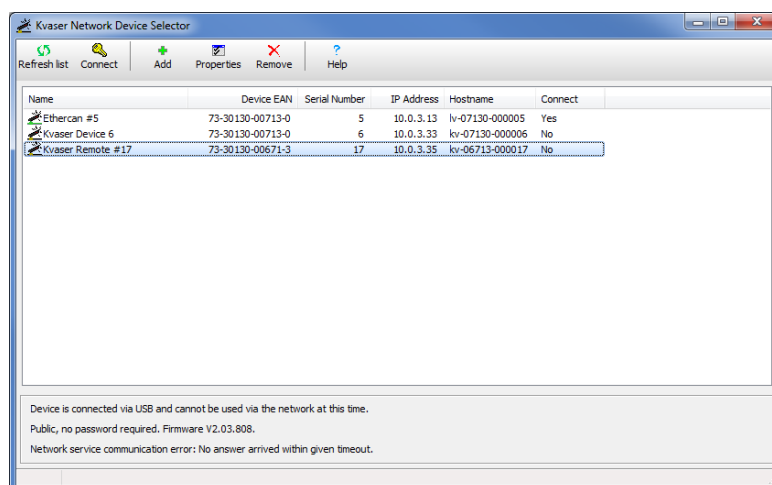 Kvaser Network Device Selector
Refresh list Connect Add Properties Remove Help
Name Device EAN Serial Number IP Address Hostname Connect
Ethercan #5 73-30130-00713-0 5 10.0.3.13 lv-07130-000005 Yes
Kvaser Device 6 73-30130-00713-0 6 10.0.3.33 kv-07130-000006 No
Kvaser Remote #17 73-30130-00671-3 17 10.0.3.35 kv-06713-000017 No
Device is connected via USB and cannot be used via the network at this time.
Public, no password required. Firmware V2.03.808.
Network service communication error: No answer arrived within given timeout.